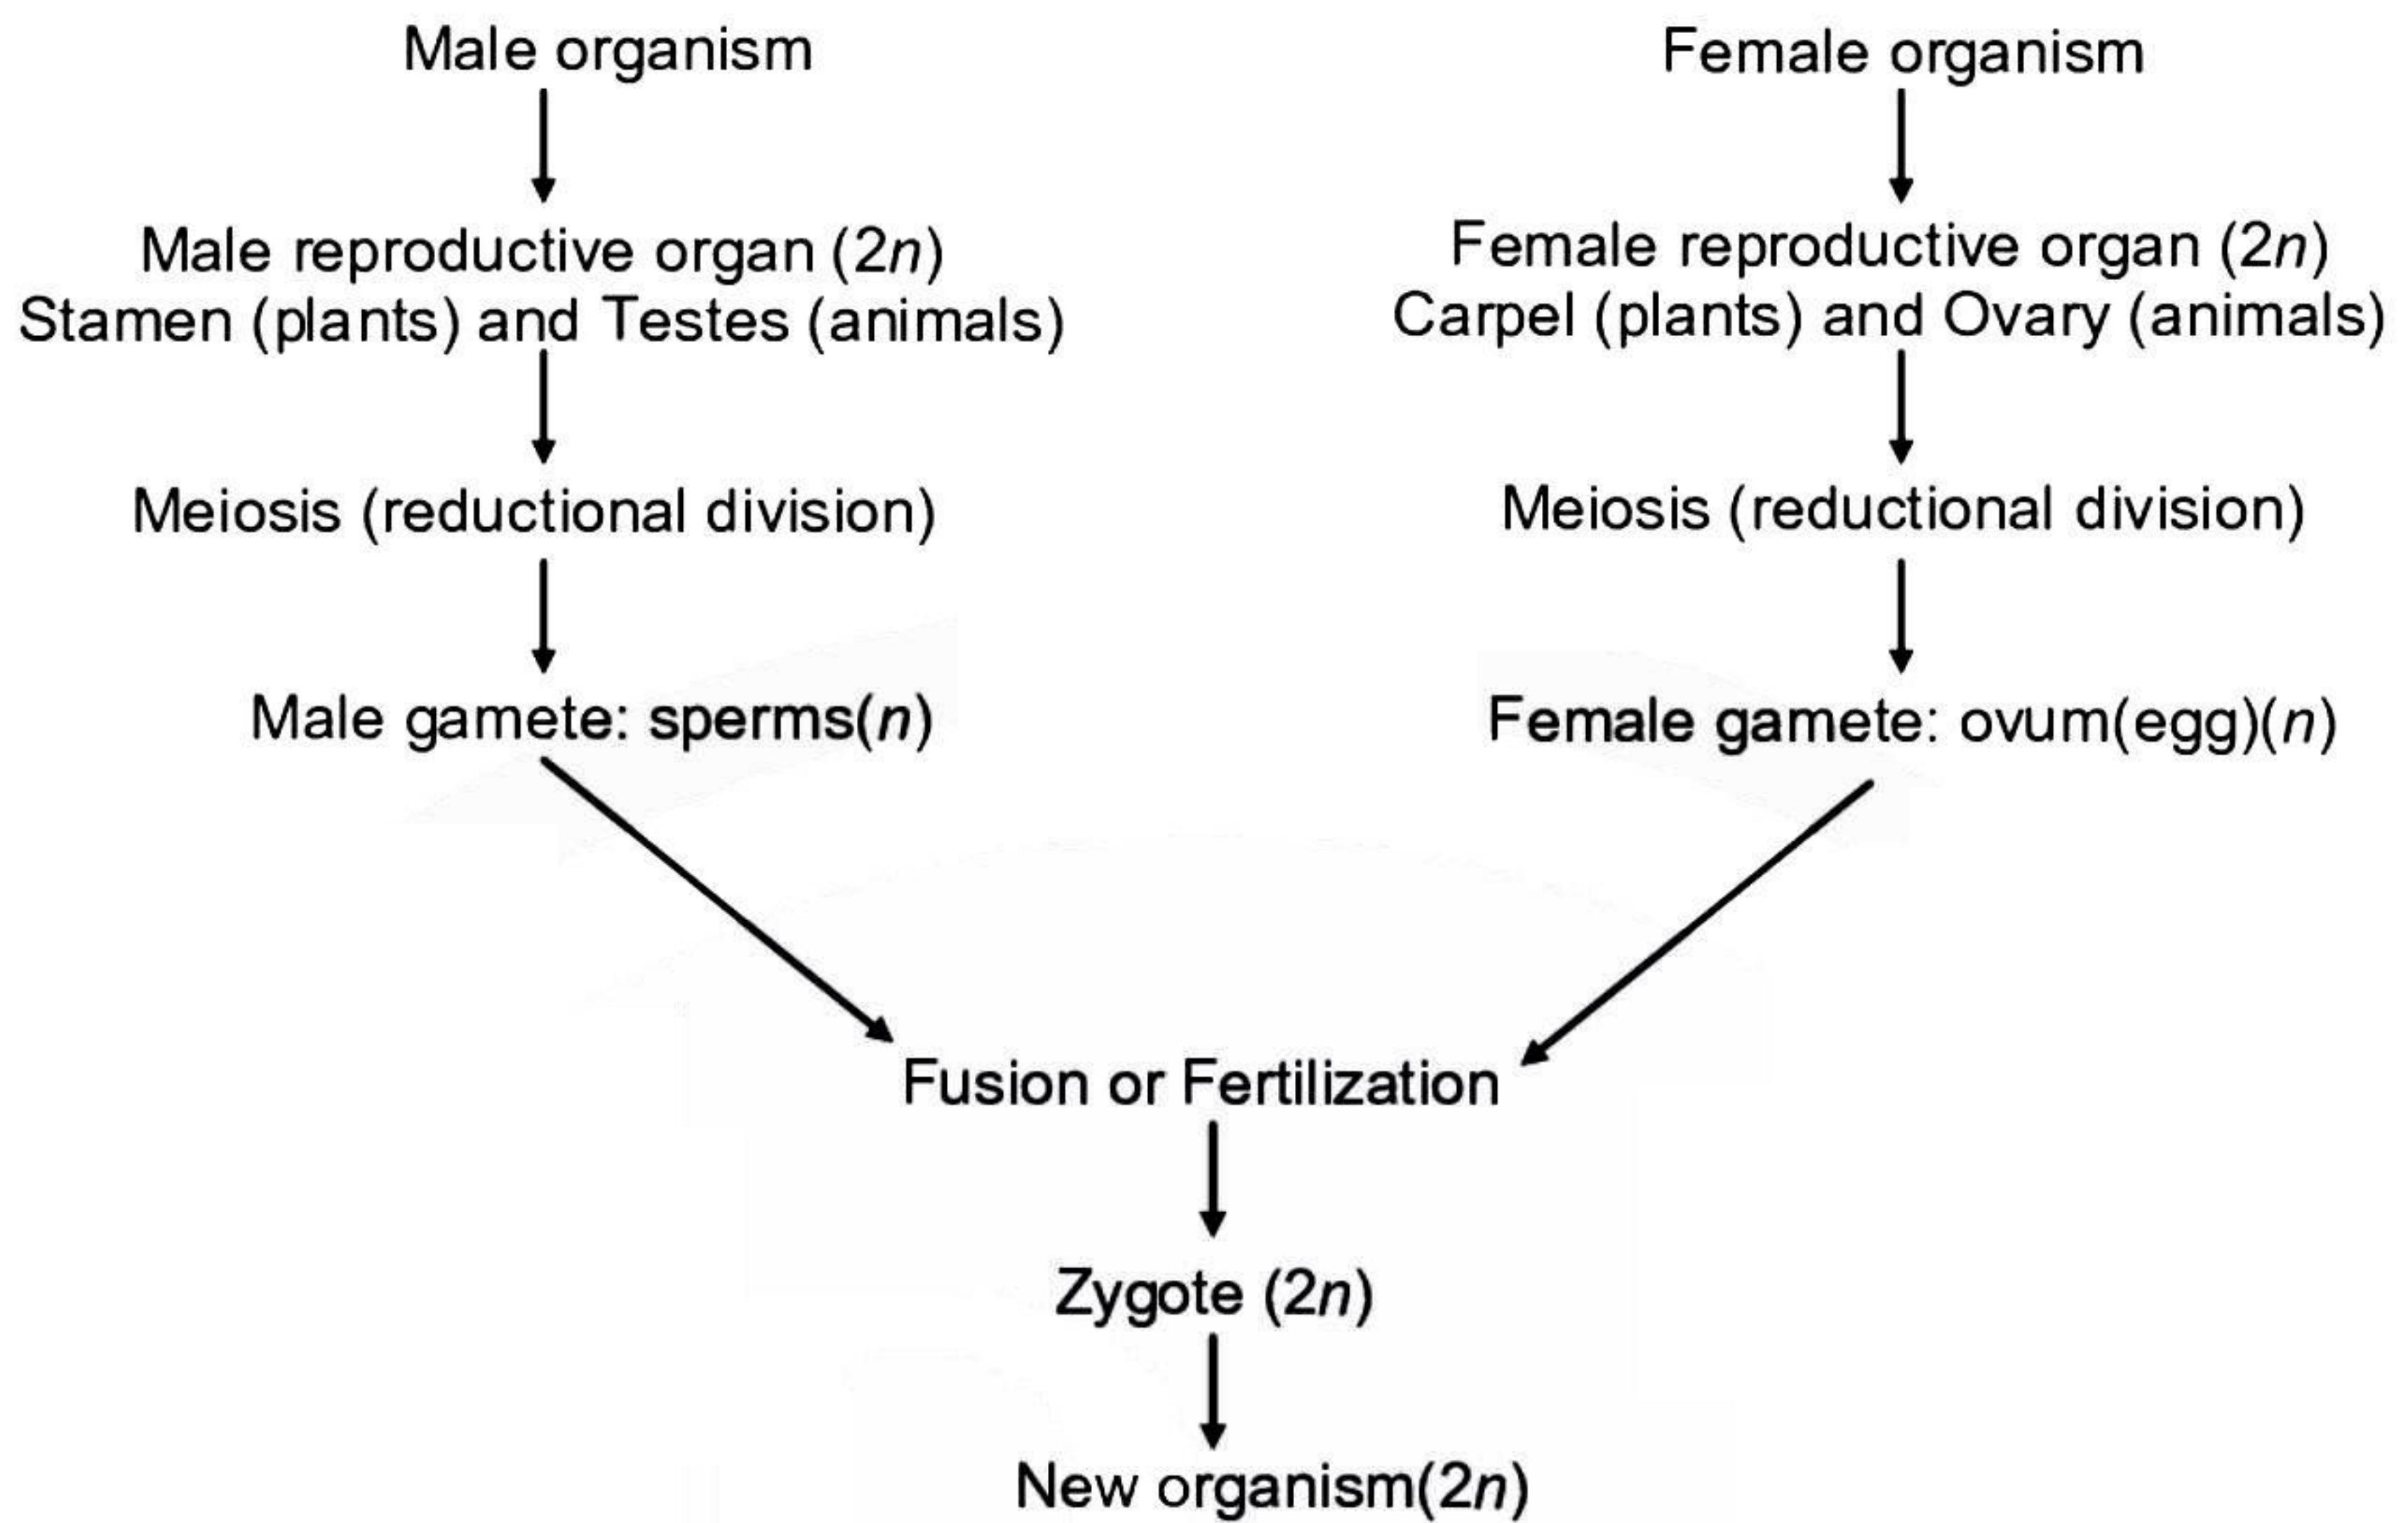 Male organism
Male reproductive organ (2n)
Stamen (plants) and Testes (animals)
Meiosis (reductional division)
Male gamete: sperms(n)
Female organism
Female reproductive organ (2n)
Carpel (plants) and Ovary (animals)
Meiosis (reductional division)
Female gamete: ovum(egg)(n)
Fusion or Fertilization
Zygote (2n)
New organism(2n)